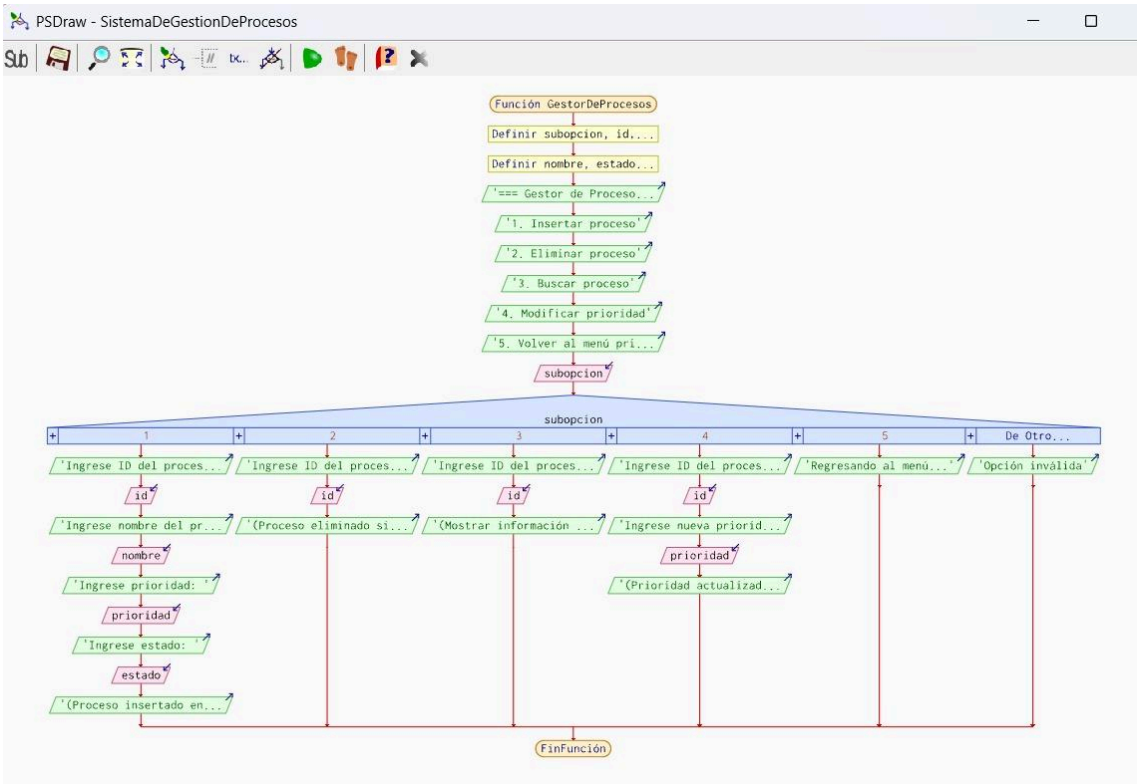 PSDraw - SistemaDeGestionDeProcesos
Sub
tx...
Función GestorDeProcesos
Definir subopcion, id,...
Definir nombre, estado...
'=== Gestor de Proceso...
'1. Insertar proceso'
'2. Eliminar proceso'
'3. Buscar proceso'
'4. Modificar prioridad'
'5. Volver al menú pri...
subopcion
subopcion
+ 1 + 2 + 3 + 4 + 5 + De Otro...
'Ingrese ID del proces... 'Ingrese ID del proces... 'Ingrese ID del proces... 'Ingrese ID del proces... 'Regresando al menú...' 'Opción inválida'
id id id id
'Ingrese nombre del pr... '(Proceso eliminado si... '(Mostrar información ... 'Ingrese nueva priorid...
nombre prioridad
'Ingrese prioridad: ' '(Prioridad actualizad...
prioridad
'Ingrese estado: '
estado
'(Proceso insertado en...
FinFunción